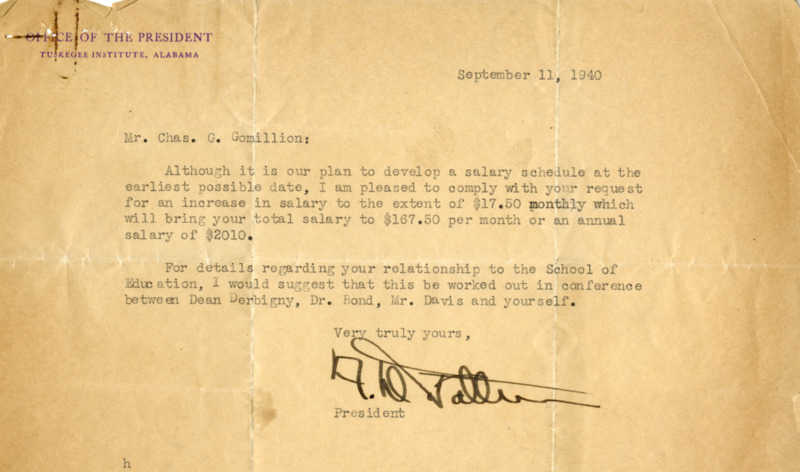 OFFICE OF THE PRESIDENT
TUSKEGEE INSTITUTE, ALABAMA
September 11, 1940
Mr. Chas. G. Gomillion:
Although it is our plan to develop a salary schedule at the
earliest possible date, I am pleased to comply with your request
for an increase in salary to the extent of $17.50 monthly which
will bring your total salary to $167.50 per month or an annual
salary of $2010.
For details regarding your relationship to the School of
Education, I would suggest that this be worked out in conference
between Dean Derbigny, Dr. Bond, Mr. Davis and yourself.
Very truly yours,
President
h